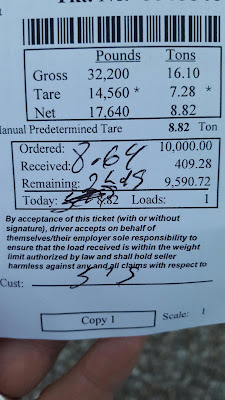 Pounds Tons
Gross 32,200 16.10
Tare 14,560 * 7.28 *
Net 17,640 8.82
anual Predetermined Tare 8.82 Ton
Ordered: 10,000.00
8.64
Received: 409.28
Remaining: 9,590.72
Today: 8.82 Loads: 1
By acceptance of this ticket (with or without
signature), driver accepts on behalf of
themselves/their employer sole responsibility to
ensure that the load received is within the weight
limit authorized by law and shall hold seller
harmless against any and all claims with respect to
Cust:
Copy 1 Scale: 1